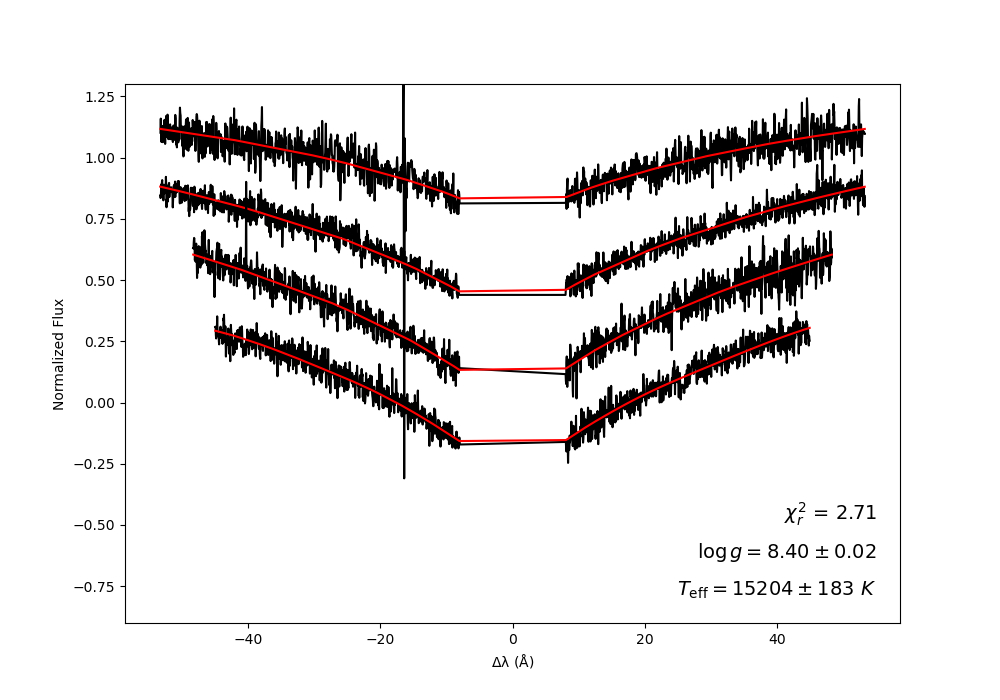 1.25
1.00
0.75
0.50
0.25
0.00
−0.25
−0.50
−0.75
Normalized Flux
χ²ᵣ = 2.71
log g = 8.40 ± 0.02
T_eff = 15204 ± 183 K
−40 −20 0 20 40
Δλ (Å)